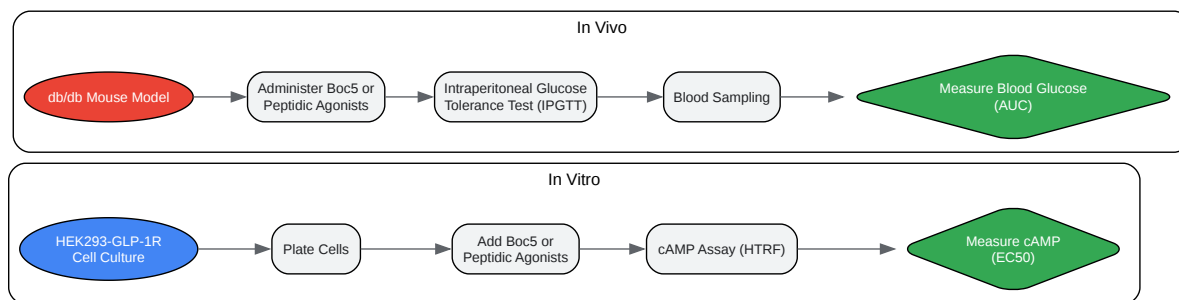 In Vivo
db/db Mouse Model
Administer Boc5 or
Peptidic Agonists
Intraperitoneal Glucose
Tolerance Test (IPGTT)
Blood Sampling
Measure Blood Glucose
(AUC)
In Vitro
HEK293-GLP-1R
Cell Culture
Plate Cells
Add Boc5 or
Peptidic Agonists
cAMP Assay (HTRF)
Measure cAMP
(EC50)